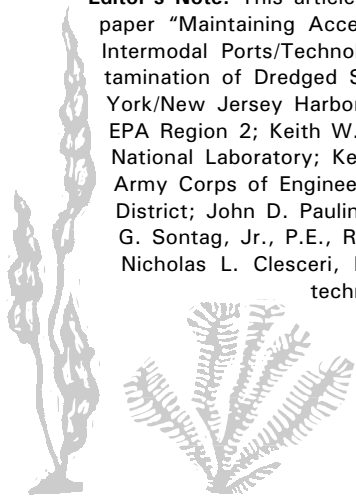 Editor's Note: This article
paper “Maintaining Acce
Intermodal Ports/Technol
tamination of Dredged S
York/New Jersey Harbor
EPA Region 2; Keith W.
National Laboratory; Ke
Army Corps of Enginee
District; John D. Paulin
G. Sontag, Jr., P.E., R
Nicholas L. Clesceri,
techn